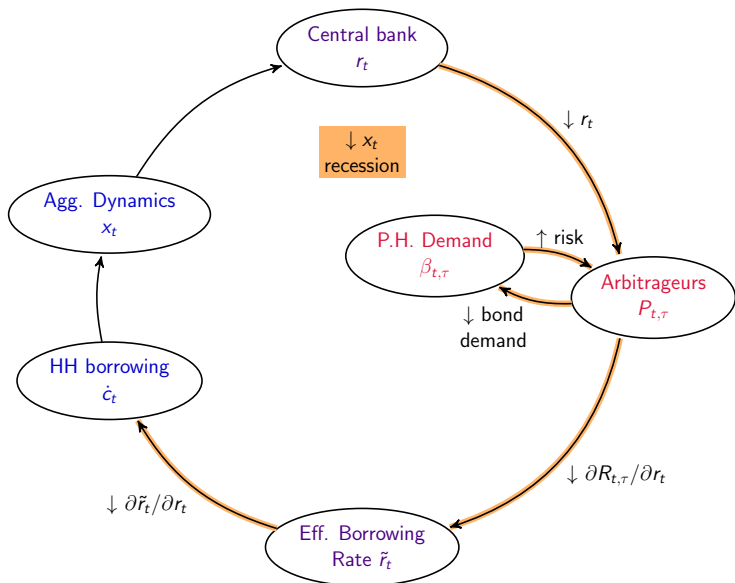 Central bank
r_t
↓ r_t
↓ x_t
recession
Agg. Dynamics
x_t
P.H. Demand
β_{t,τ}
↑ risk
Arbitrageurs
P_{t,τ}
↓ bond
demand
HH borrowing
ċ_t
↓ ∂R_{t,τ}/∂r_t
↓ ∂r̃_t/∂r_t
Eff. Borrowing
Rate r̃_t